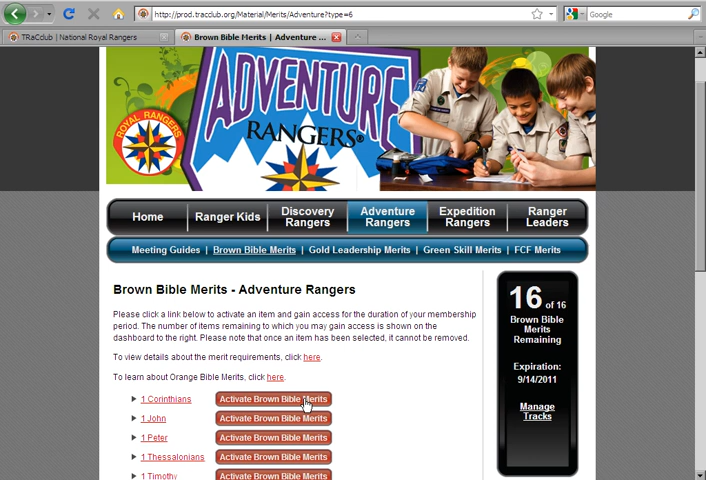 http://prod.tracclub.org/Material/Merits/Adventure?type=6
Google
TRaCclub | National Royal Rangers
Brown Bible Merits | Adventure ...
ADVENTURE
RANGERS®
ROYAL RANGERS
Home
Ranger Kids
Discovery Rangers
Adventure Rangers
Expedition Rangers
Ranger Leaders
Meeting Guides | Brown Bible Merits | Gold Leadership Merits | Green Skill Merits | FCF Merits
Brown Bible Merits - Adventure Rangers
Please click a link below to activate an item and gain access for the duration of your membership
period. The number of items remaining to which you may gain access is shown on the
dashboard to the right. Please note that once an item has been selected, it cannot be removed.
To view details about the merit requirements, click here.
To learn about Orange Bible Merits, click here.
1 Corinthians Activate Brown Bible Merits
1 John Activate Brown Bible Merits
1 Peter Activate Brown Bible Merits
1 Thessalonians Activate Brown Bible Merits
1 Timothy Activate Brown Bible Merits
16 of 16
Brown Bible
Merits
Remaining
Expiration:
9/14/2011
Manage
Tracks